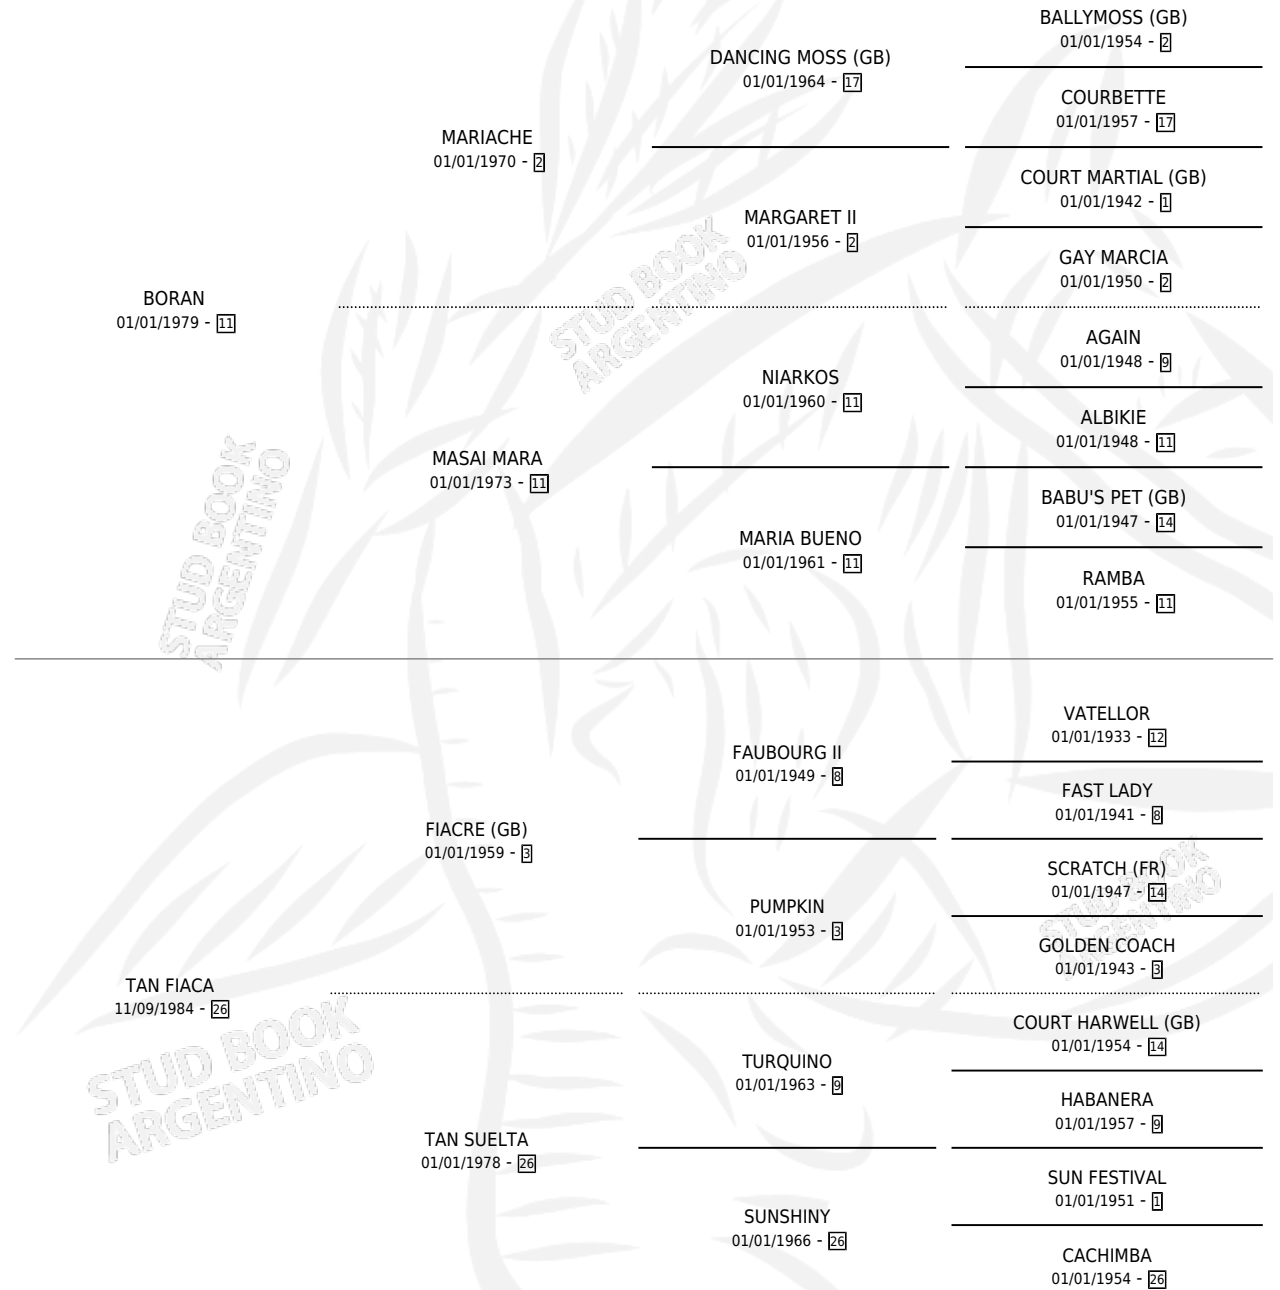 BALLYMOSS (GB)
01/01/1954 - 2
DANCING MOSS (GB)
01/01/1964 - 17
COURBETTE
01/01/1957 - 17
MARIACHE
01/01/1970 - 2
COURT MARTIAL (GB)
01/01/1942 - 1
MARGARET II
01/01/1956 - 2
GAY MARCIA
01/01/1950 - 2
BORAN
01/01/1979 - 11
AGAIN
01/01/1948 - 9
NIARKOS
01/01/1960 - 11
ALBIKIE
01/01/1948 - 11
MASAI MARA
01/01/1973 - 11
BABU'S PET (GB)
01/01/1947 - 14
MARIA BUENO
01/01/1961 - 11
RAMBA
01/01/1955 - 11
VATELLOR
01/01/1933 - 12
FAUBOURG II
01/01/1949 - 8
FAST LADY
01/01/1941 - 8
FIACRE (GB)
01/01/1959 - 3
SCRATCH (FR)
01/01/1947 - 14
PUMPKIN
01/01/1953 - 3
GOLDEN COACH
01/01/1943 - 3
TAN FIACA
11/09/1984 - 26
COURT HARWELL (GB)
01/01/1954 - 14
TURQUINO
01/01/1963 - 9
HABANERA
01/01/1957 - 9
TAN SUELTA
01/01/1978 - 26
SUN FESTIVAL
01/01/1951 - 1
SUNSHINY
01/01/1966 - 26
CACHIMBA
01/01/1954 - 26
STUD BOOK
ARGENTINO
STUD BOOK
ARGENTINO
STUD BOOK
ARGENTINO
STUD BOOK
ARGENTINO